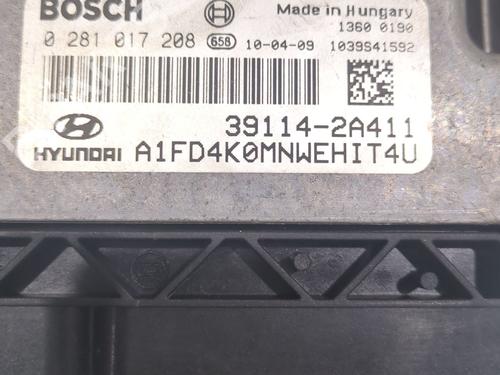 BOSCH
Made in Hungary
1360 0190
0 281 017 208 658 10-04-09 1039S41592
39114-2A411
HYUNDAI A1FD4K0MNWEHIT4U